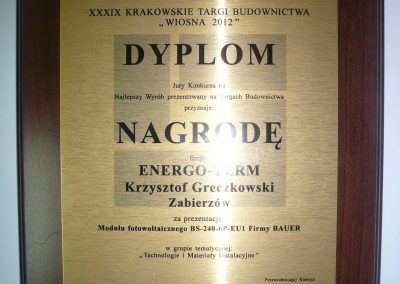 XXXIX KRAKOWSKIE TARGI BUDOWNICTWA
„ WIOSNA 2012"
DYPLOM
Jury Konkursu na
Najlepszy Wyrób prezentowany na Targach Budownictwa
przyznaje:
NAGRODĘ
ENERGO-TERM
Krzysztof Greczkowski
Zabierzów
za prezentację
Modułu fotowoltaicznego BS-240-6P-EU1 Firmy BAUER
w grupie tematycznej:
„ Technologie i Materiały Instalacyjne "
Przewodniczący Komisji